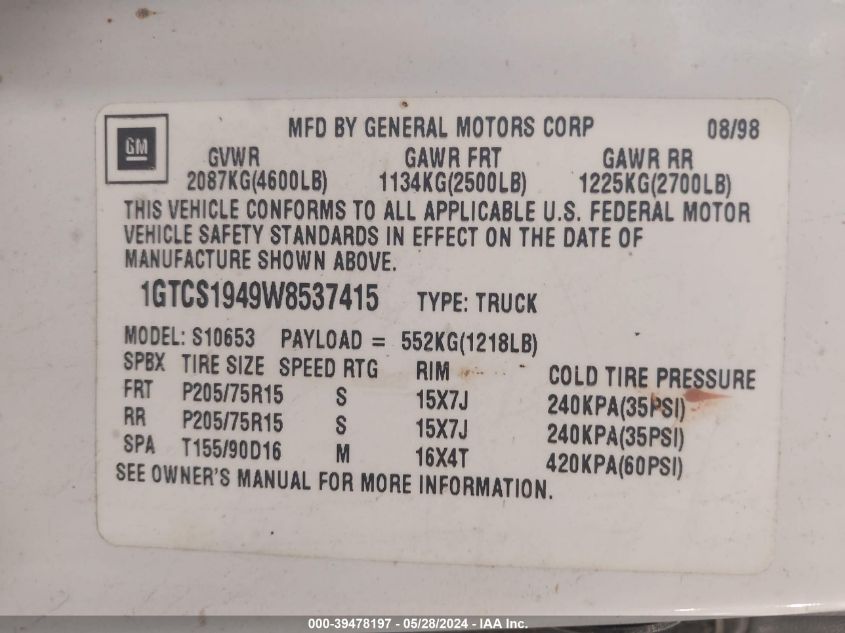 MFD BY GENERAL MOTORS CORP 08/98
GM
GVWR GAWR FRT GAWR RR
2087KG(4600LB) 1134KG(2500LB) 1225KG(2700LB)
THIS VEHICLE CONFORMS TO ALL APPLICABLE U.S. FEDERAL MOTOR
VEHICLE SAFETY STANDARDS IN EFFECT ON THE DATE OF
MANUFACTURE SHOWN ABOVE.
1GTCS1949W8537415 TYPE: TRUCK
MODEL: S10653 PAYLOAD = 552KG(1218LB)
SPBX TIRE SIZE SPEED RTG RIM COLD TIRE PRESSURE
FRT P205/75R15 S 15X7J 240KPA(35PSI)
RR P205/75R15 S 15X7J 240KPA(35PSI)
SPA T155/90D16 M 16X4T 420KPA(60PSI)
SEE OWNER'S MANUAL FOR MORE INFORMATION.
000-39478197 - 05/28/2024 - IAA Inc.